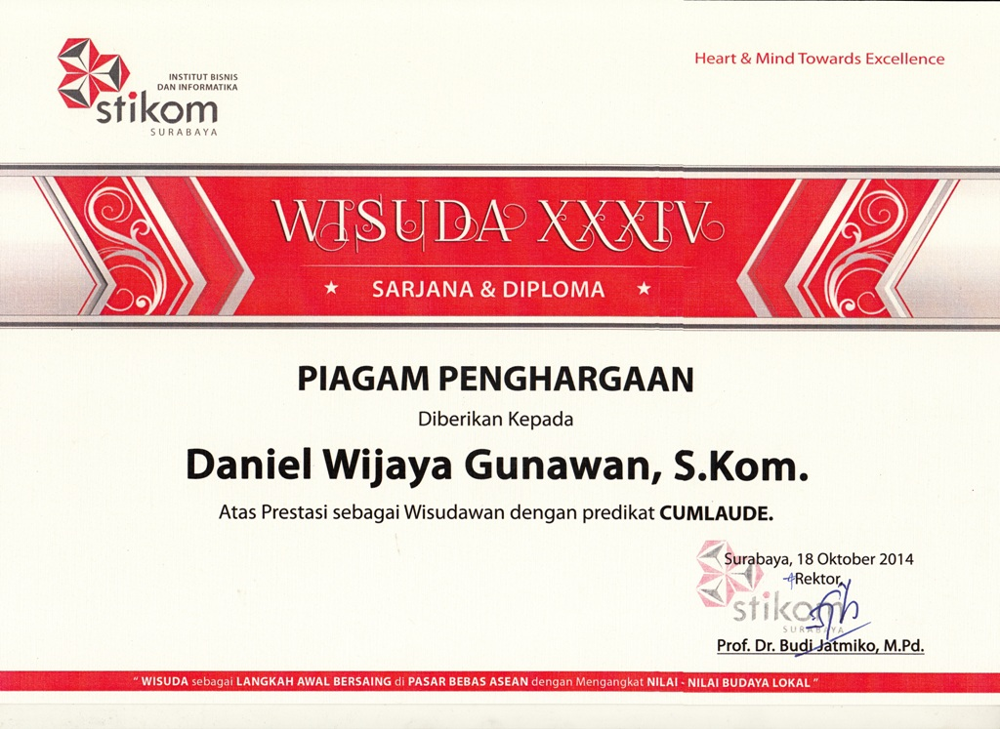 Heart & Mind Towards Excellence
INSTITUT BISNIS
DAN INFORMATIKA
stikom
SURABAYA
WISUDA XXXIV
SARJANA & DIPLOMA
PIAGAM PENGHARGAAN
Diberikan Kepada
Daniel Wijaya Gunawan, S.Kom.
Atas Prestasi sebagai Wisudawan dengan predikat CUMLAUDE.
Surabaya, 18 Oktober 2014
Rektor,
stikom
SURABAYA
Prof. Dr. Budi Jatmiko, M.Pd.
“ WISUDA sebagai LANGKAH AWAL BERSAING di PASAR BEBAS ASEAN dengan Mengangkat NILAI - NILAI BUDAYA LOKAL ”